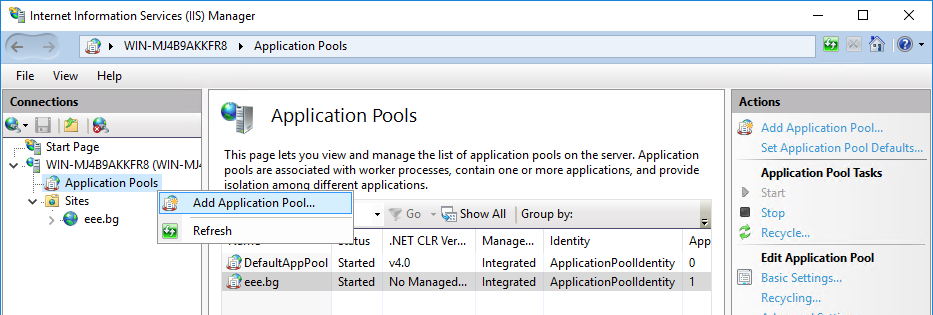 Internet Information Services (IIS) Manager
WIN-MJ4B9AKKFR8 Application Pools
File View Help
Connections
Start Page
WIN-MJ4B9AKKFR8 (WIN-MJ4
Application Pools
Sites
eee.bg
Add Application Pool...
Refresh
Application Pools
This page lets you view and manage the list of application pools on the server. Application
pools are associated with worker processes, contain one or more applications, and provide
isolation among different applications.
Go Show All Group by:
Name Status .NET CLR Ver... Manage... Identity App
DefaultAppPool Started v4.0 Integrated ApplicationPoolIdentity 0
eee.bg Started No Managed... Integrated ApplicationPoolIdentity 1
Actions
Add Application Pool...
Set Application Pool Defaults...
Application Pool Tasks
Start
Stop
Recycle...
Edit Application Pool
Basic Settings...
Recycling...
Advanced Settings...